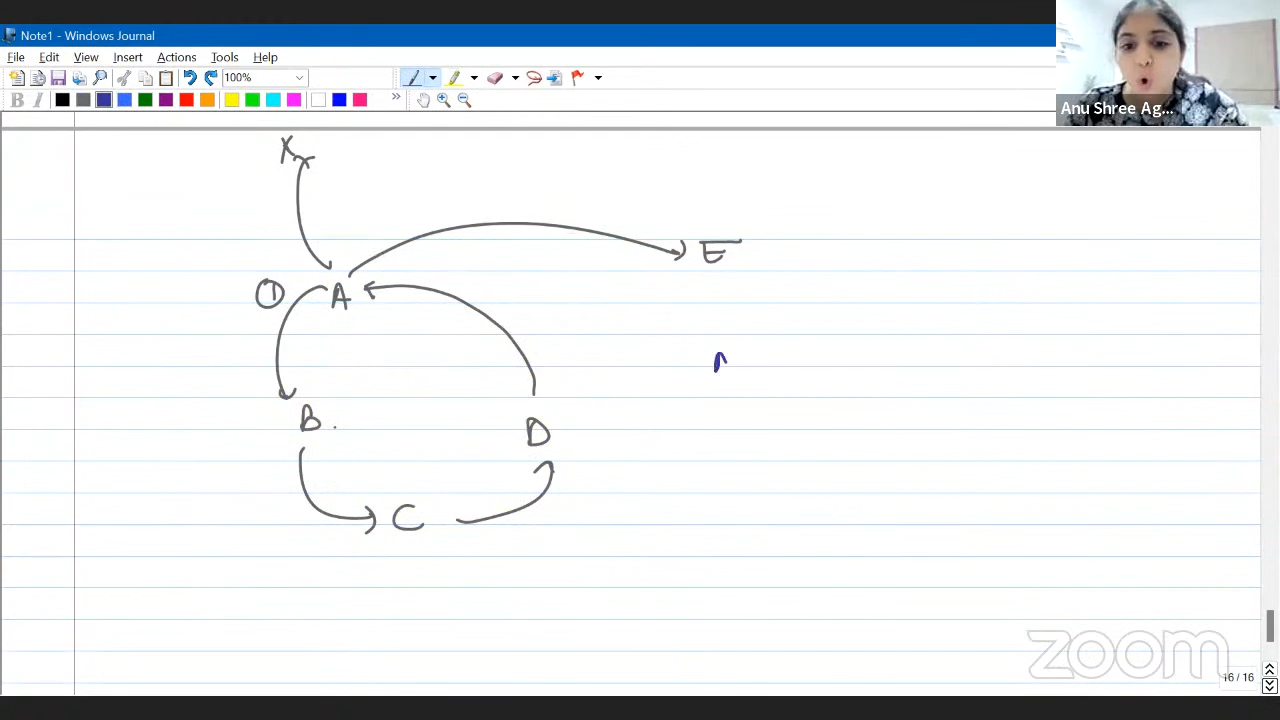 Note1 - Windows Journal
File Edit View Insert Actions Tools Help
100%
B I
Anu Shree Ag...
E
① A
B.
D
C
zoom
16 / 16